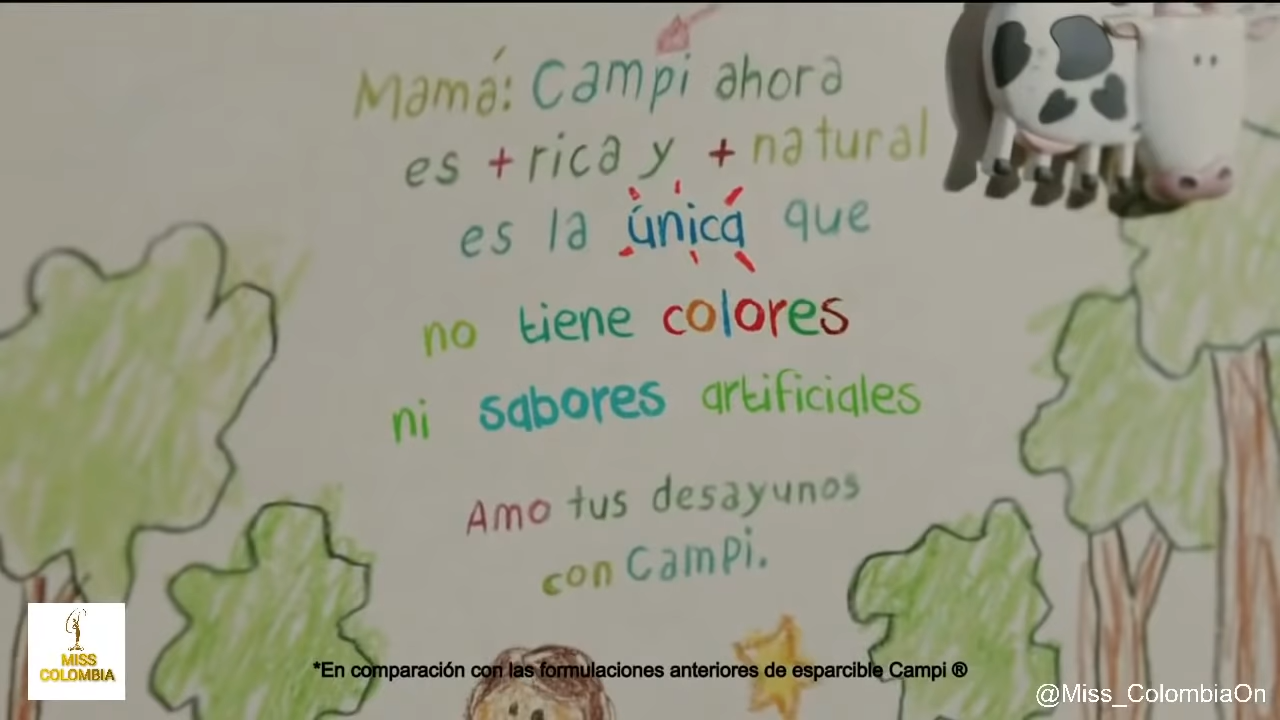 Mamá: Campi ahora
es + rica y + natural
es la única que
no tiene colores
ni sabores artificiales
Amo tus desayunos
con Campi.
*En comparación con las formulaciones anteriores de esparcible Campi ®
MISS
COLOMBIA
@Miss_ColombiaOn